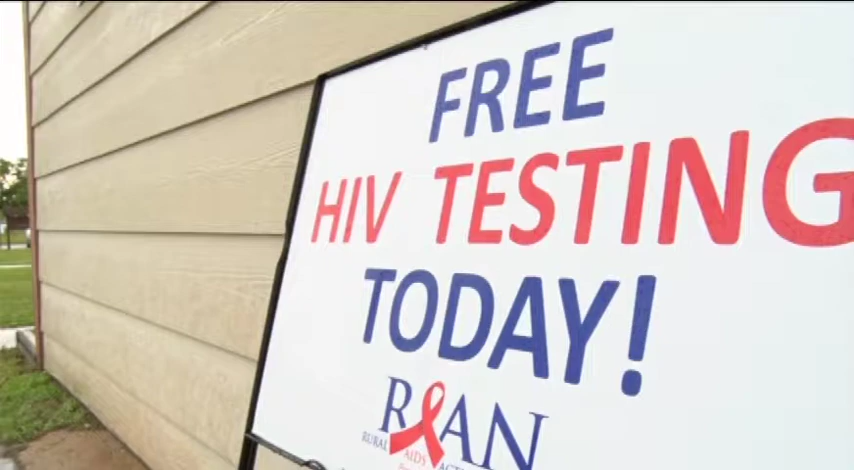 FREE
HIV TESTING
TODAY!
RAAN
RURAL AIDS